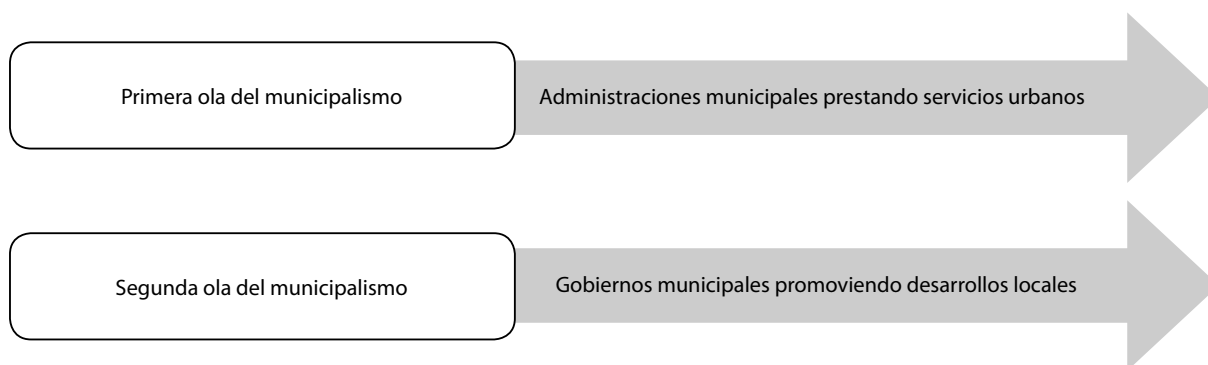 Primera ola del municipalismo
Administraciones municipales prestando servicios urbanos
Segunda ola del municipalismo
Gobiernos municipales promoviendo desarrollos locales